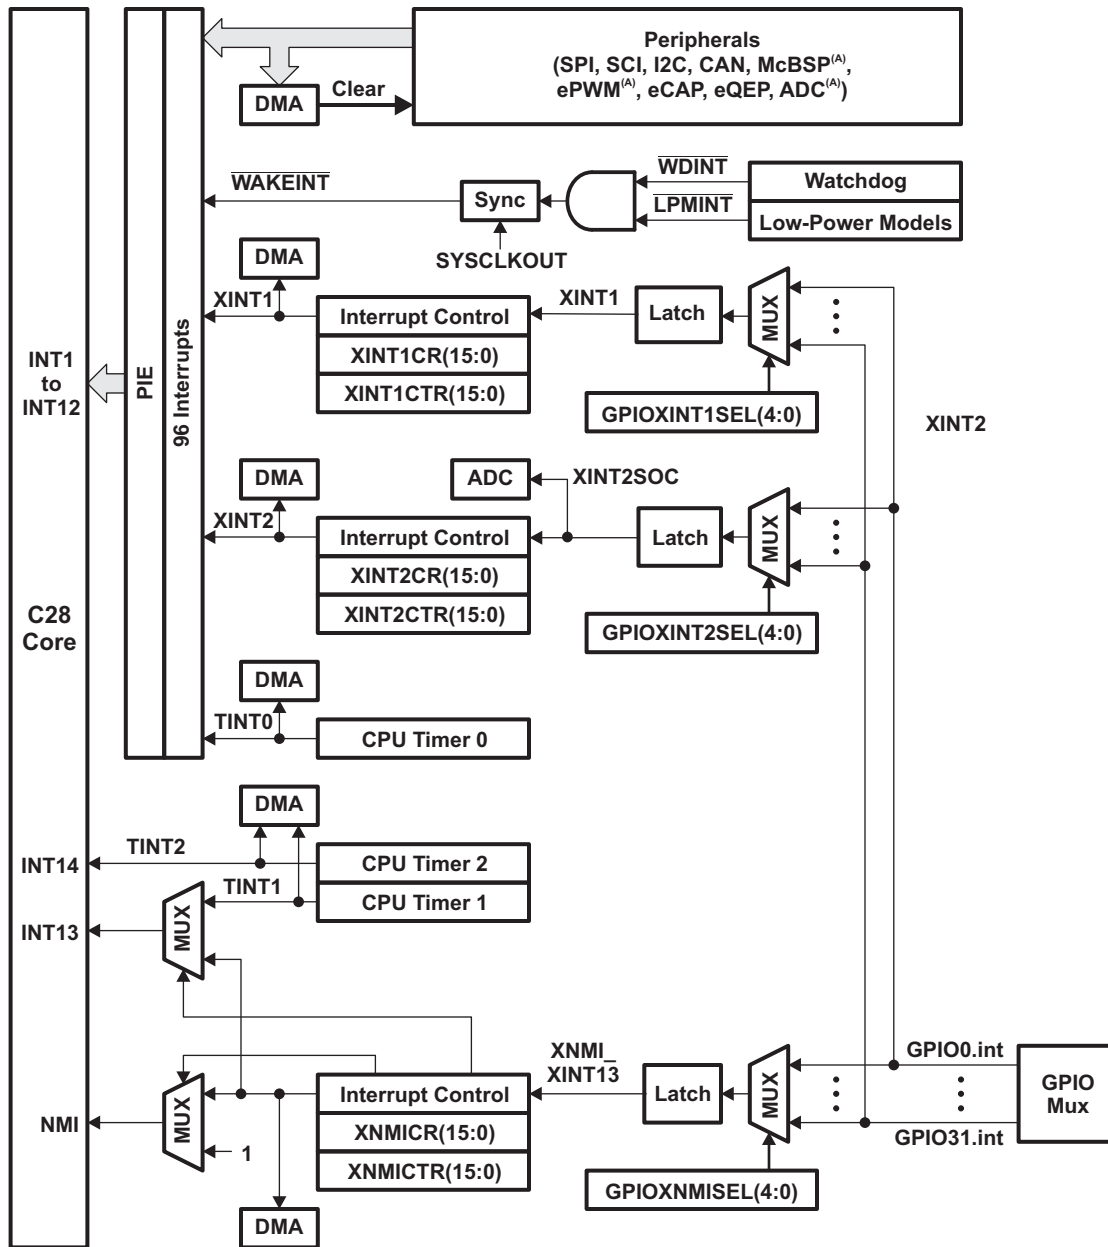 Peripherals
(SPI, SCI, I2C, CAN, McBSP(A),
ePWM(A), eCAP, eQEP, ADC(A))
DMA
Clear
WDINT
Watchdog
WAKEINT
Sync
LPMINT
Low-Power Models
SYSCLKOUT
DMA
XINT1
Interrupt Control
XINT1CR(15:0)
XINT1CTR(15:0)
XINT1
Latch
MUX
GPIOXINT1SEL(4:0)
INT1
to
INT12
PIE
96 Interrupts
XINT2
DMA
ADC
XINT2SOC
XINT2
Interrupt Control
XINT2CR(15:0)
XINT2CTR(15:0)
Latch
MUX
GPIOXINT2SEL(4:0)
C28
Core
DMA
TINT0
CPU Timer 0
DMA
INT14
TINT2
CPU Timer 2
TINT1
CPU Timer 1
INT13
MUX
XNMI_
XINT13
Interrupt Control
XNMICR(15:0)
XNMICTR(15:0)
Latch
MUX
GPIOXNMISEL(4:0)
GPIO0.int
GPIO31.int
GPIO
Mux
NMI
MUX
1
DMA